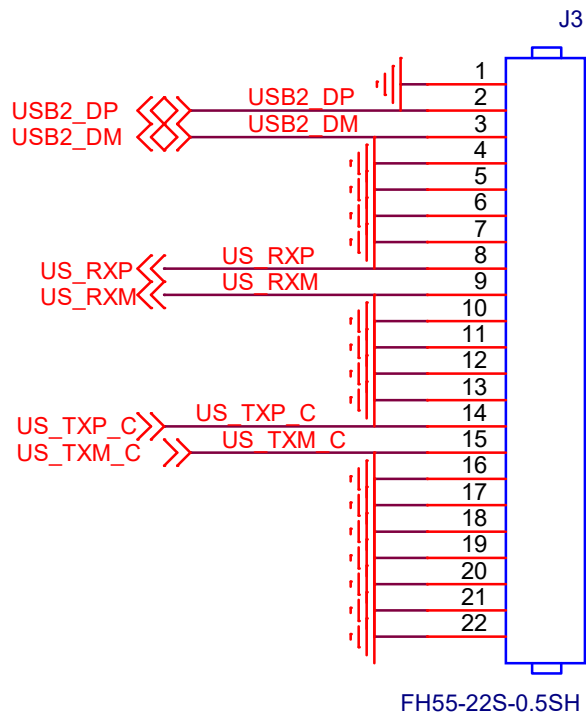 J3
1
USB2_DP USB2_DP 2
USB2_DM USB2_DM 3
4
5
6
7
US_RXP US_RXP 8
US_RXM US_RXM 9
10
11
12
13
US_TXP_C US_TXP_C 14
US_TXM_C US_TXM_C 15
16
17
18
19
20
21
22
FH55-22S-0.5SH